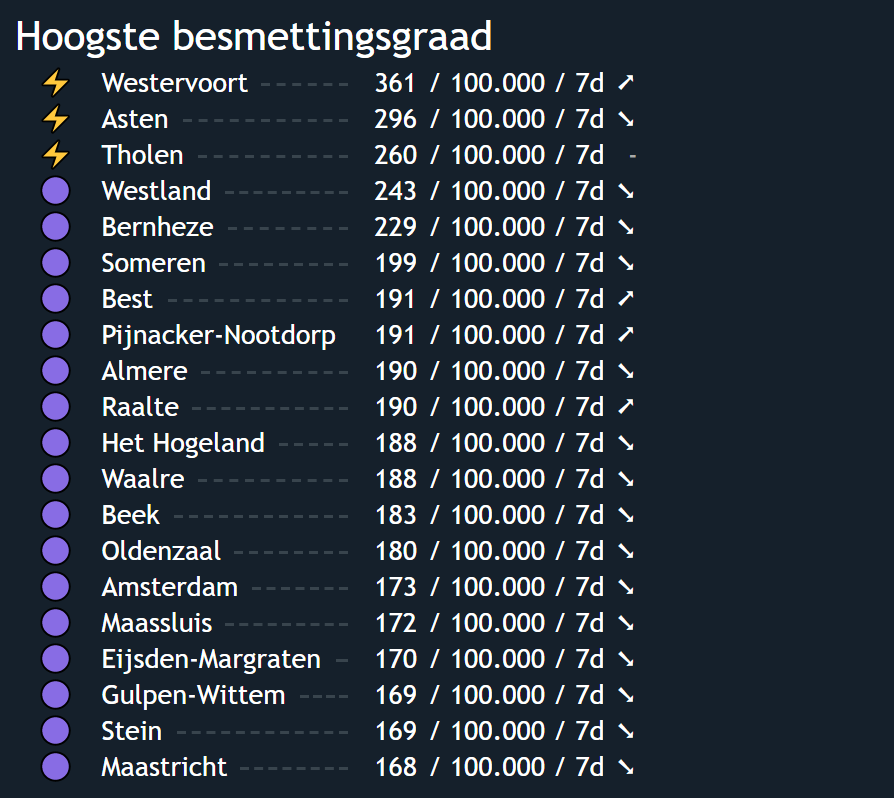 Hoogste besmettingsgraad
⚡ Westervoort ------ 361 / 100.000 / 7d ➚
⚡ Asten ---------- 296 / 100.000 / 7d ➘
⚡ Tholen --------- 260 / 100.000 / 7d -
Westland ------- 243 / 100.000 / 7d ➘
Bernheze ------- 229 / 100.000 / 7d ➘
Someren -------- 199 / 100.000 / 7d ➘
Best ----------- 191 / 100.000 / 7d ➚
Pijnacker-Nootdorp 191 / 100.000 / 7d ➚
Almere --------- 190 / 100.000 / 7d ➘
Raalte --------- 190 / 100.000 / 7d ➚
Het Hogeland ---- 188 / 100.000 / 7d ➘
Waalre --------- 188 / 100.000 / 7d ➘
Beek ---------- 183 / 100.000 / 7d ➘
Oldenzaal ------- 180 / 100.000 / 7d ➘
Amsterdam ------ 173 / 100.000 / 7d ➘
Maassluis ------- 172 / 100.000 / 7d ➘
Eijsden-Margraten - 170 / 100.000 / 7d ➘
Gulpen-Wittem --- 169 / 100.000 / 7d ➘
Stein ---------- 169 / 100.000 / 7d ➘
Maastricht ------- 168 / 100.000 / 7d ➘